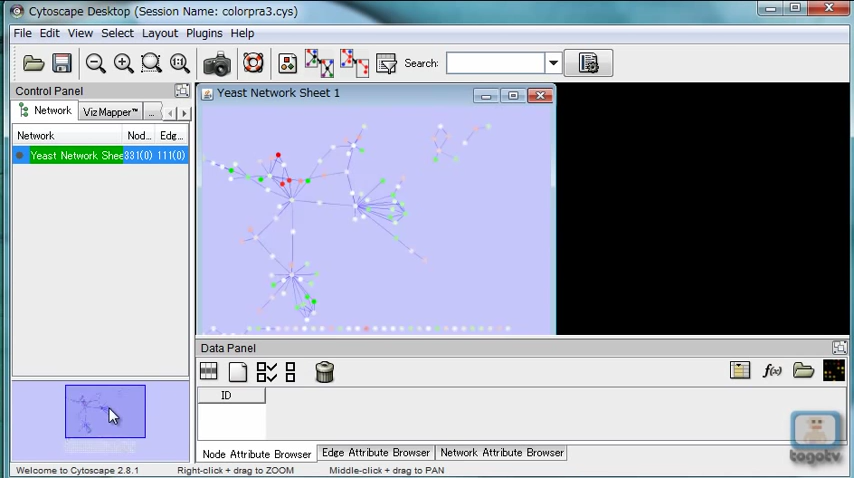 Cytoscape Desktop (Session Name: colorpra3.cys)
File Edit View Select Layout Plugins Help
1:1 Search:
Control Panel
Network VizMapper™ ...
Network Nod... Edg...
Yeast Network Shee 331(0) 111(0)
Yeast Network Sheet 1
Data Panel
f(x)
ID
Node Attribute Browser Edge Attribute Browser Network Attribute Browser
Welcome to Cytoscape 2.8.1 Right-click + drag to ZOOM Middle-click + drag to PAN
togotv